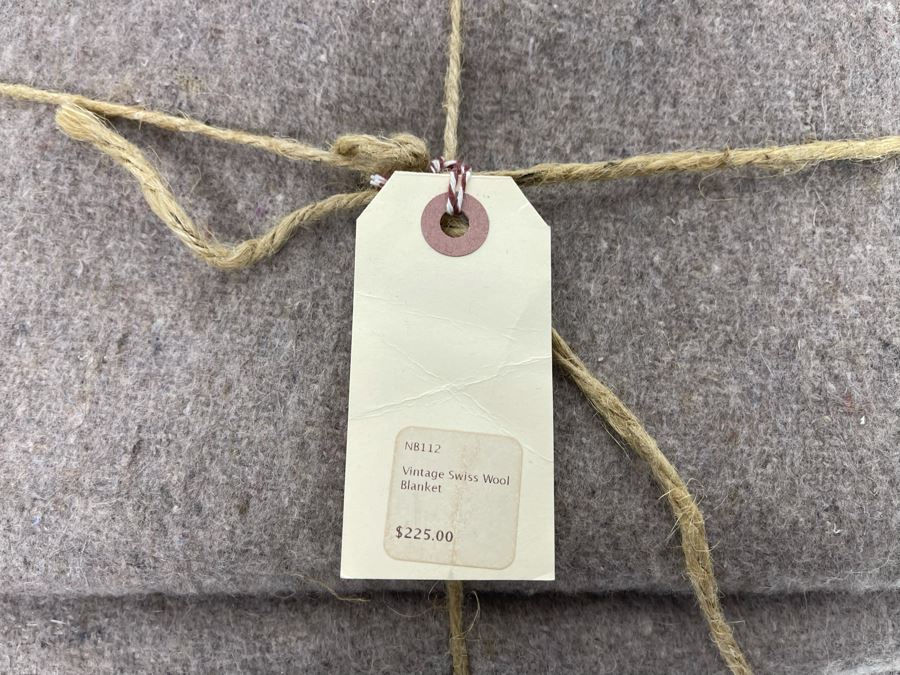 NB112
Vintage Swiss Wool
Blanket
$225.00